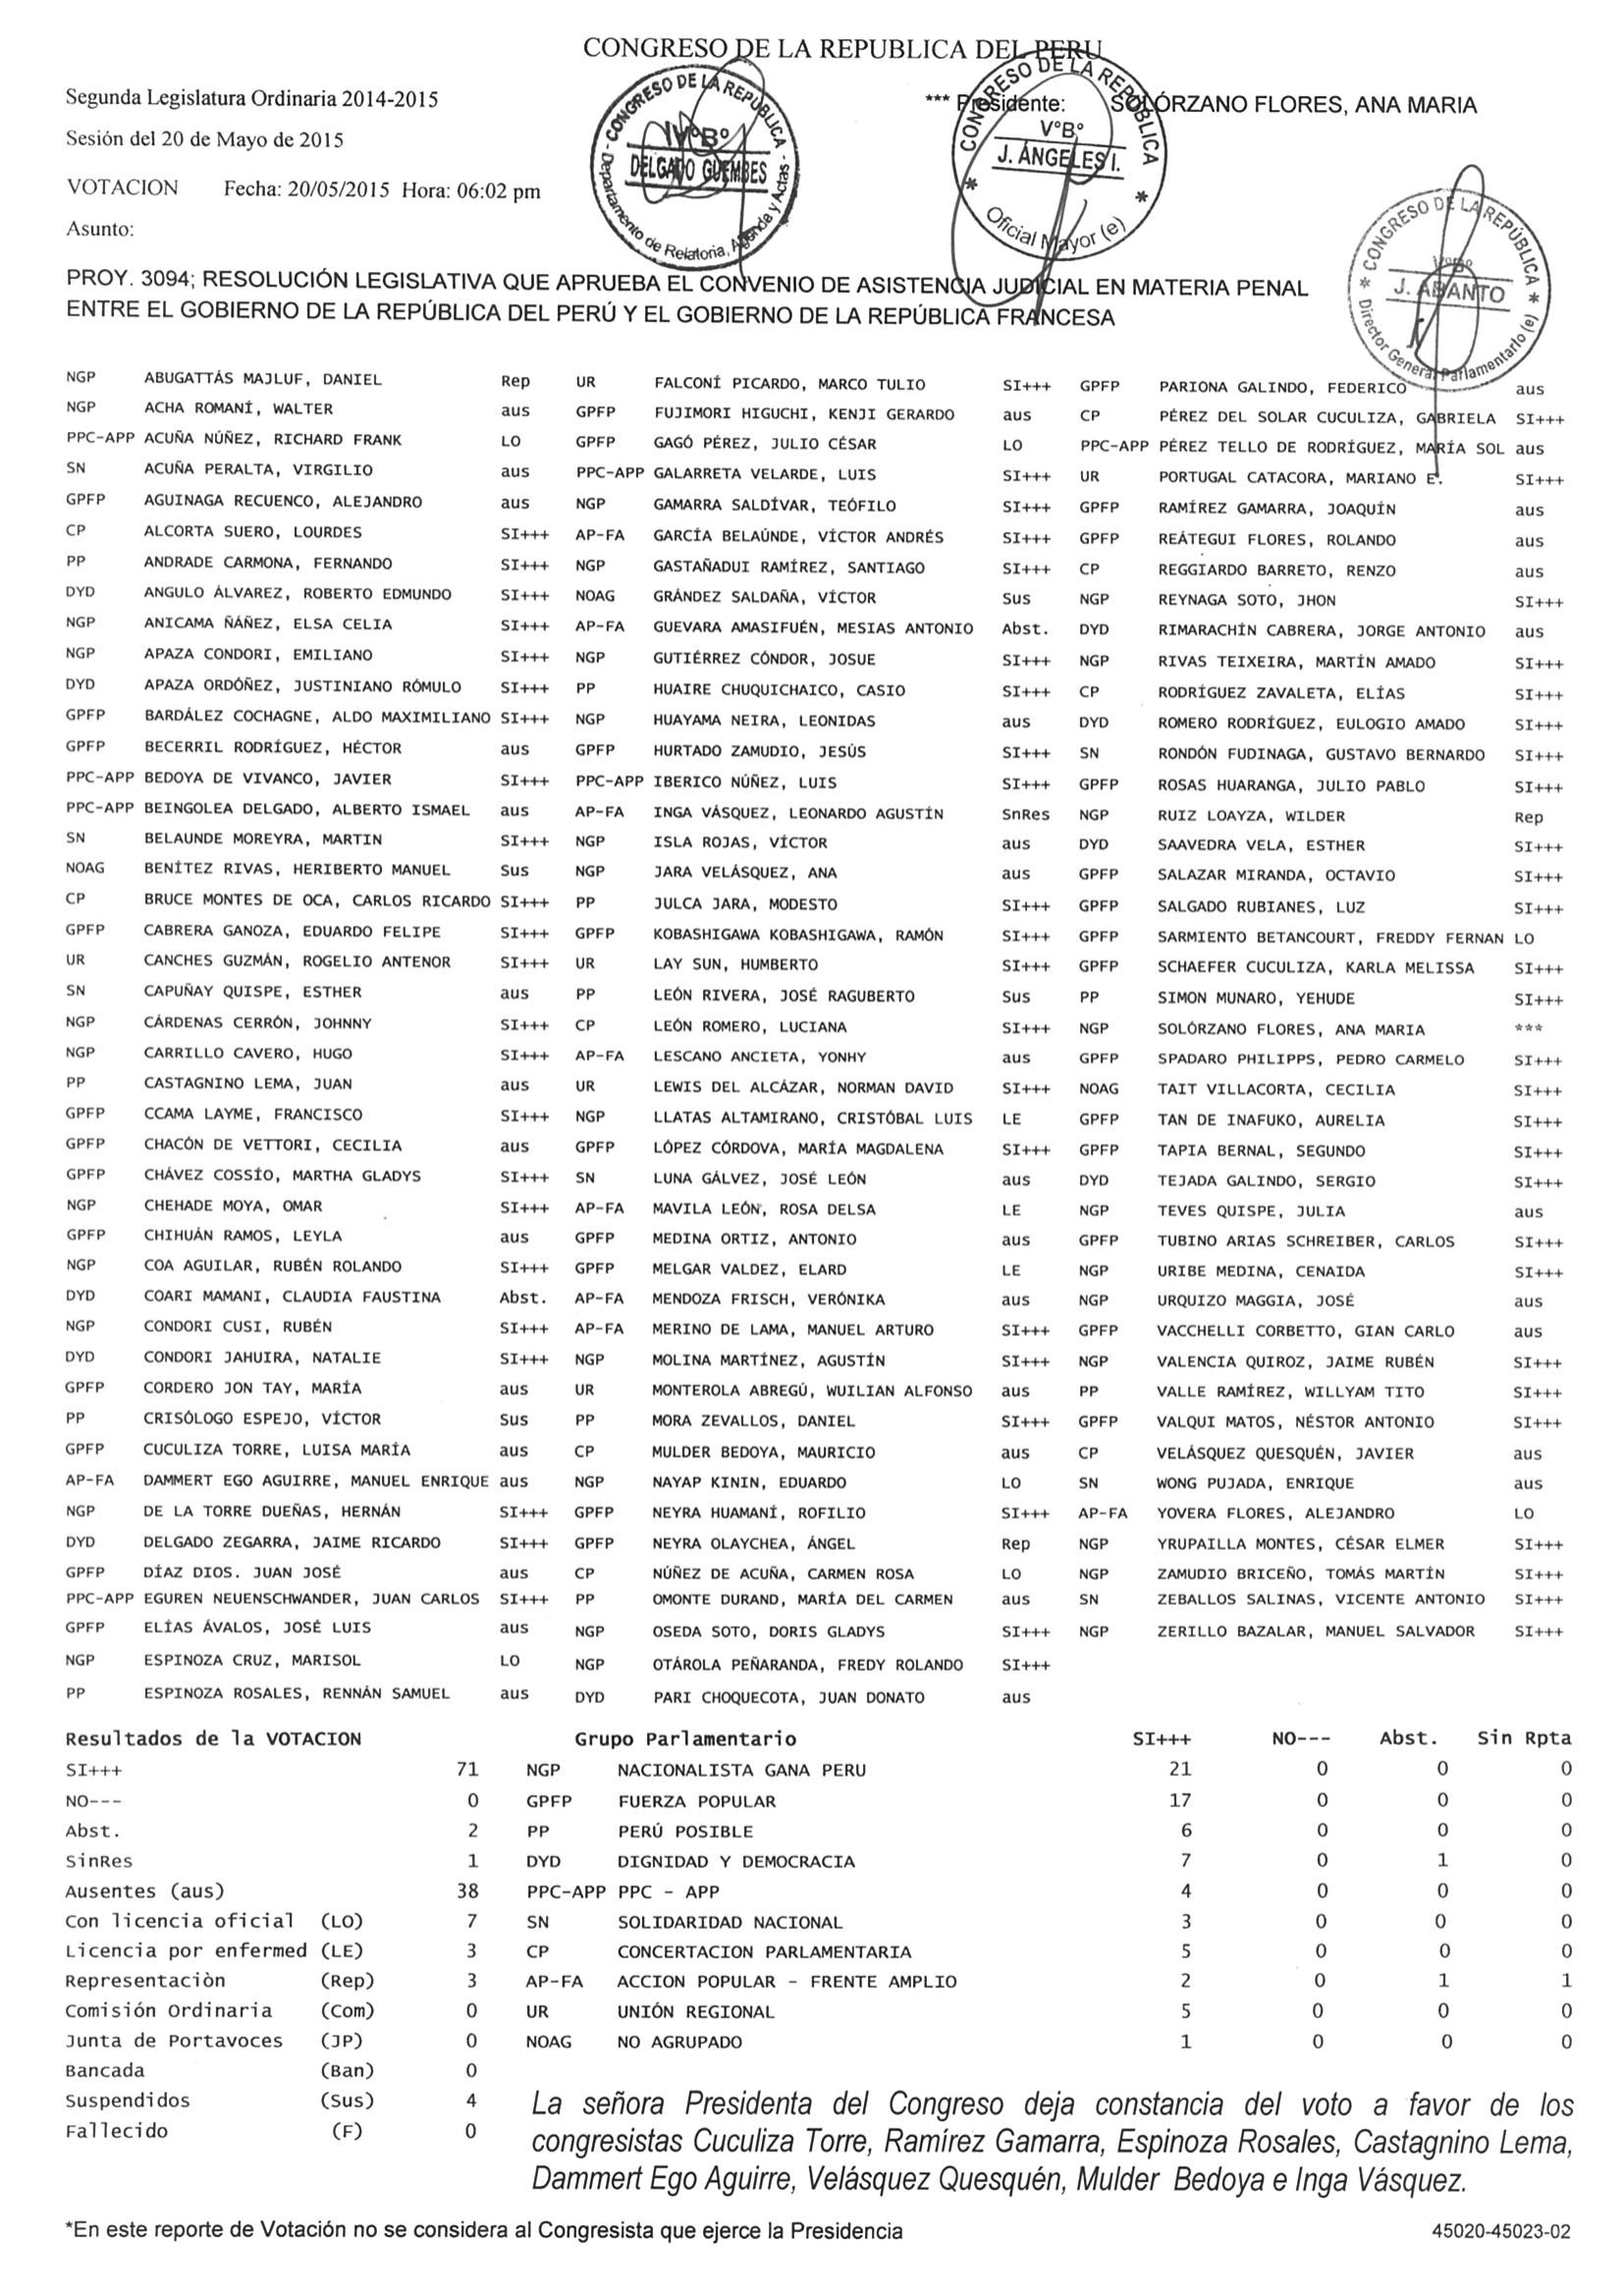 CONGRESO DE LA REPUBLICA DEL PERU
Segunda Legislatura Ordinaria 2014-2015
*** Presidente: SOLÓRZANO FLORES, ANA MARIA
Sesión del 20 de Mayo de 2015
VOTACION Fecha: 20/05/2015 Hora: 06:02 pm
Asunto:
- CONGRESO DE LA REPÚBLICA -
VºBº
DELGADO GUEMBES
Departamento de Relatoria, Agenda y Actas
CONGRESO DE LA REPÚBLICA
V°B°
J. ÁNGELES I.
Oficial Mayor (e)
CONGRESO DE LA REPÚBLICA
VºBº
J. ABANTO
Director General Parlamentario (e)
PROY. 3094; RESOLUCIÓN LEGISLATIVA QUE APRUEBA EL CONVENIO DE ASISTENCIA JUDICIAL EN MATERIA PENAL
ENTRE EL GOBIERNO DE LA REPÚBLICA DEL PERÚ Y EL GOBIERNO DE LA REPÚBLICA FRANCESA
NGP ABUGATTÁS MAJLUF, DANIEL Rep UR FALCONÍ PICARDO, MARCO TULIO SI+++ GPFP PARIONA GALINDO, FEDERICO aus
NGP ACHA ROMANÍ, WALTER aus GPFP FUJIMORI HIGUCHI, KENJI GERARDO aus CP PÉREZ DEL SOLAR CUCULIZA, GABRIELA SI+++
PPC-APP ACUÑA NÚÑEZ, RICHARD FRANK LO GPFP GAGÓ PÉREZ, JULIO CÉSAR LO PPC-APP PÉREZ TELLO DE RODRÍGUEZ, MARÍA SOL aus
SN ACUÑA PERALTA, VIRGILIO aus PPC-APP GALARRETA VELARDE, LUIS SI+++ UR PORTUGAL CATACORA, MARIANO E. SI+++
GPFP AGUINAGA RECUENCO, ALEJANDRO aus NGP GAMARRA SALDÍVAR, TEÓFILO SI+++ GPFP RAMÍREZ GAMARRA, JOAQUÍN aus
CP ALCORTA SUERO, LOURDES SI+++ AP-FA GARCÍA BELAÚNDE, VÍCTOR ANDRÉS SI+++ GPFP REÁTEGUI FLORES, ROLANDO aus
PP ANDRADE CARMONA, FERNANDO SI+++ NGP GASTAÑADUI RAMÍREZ, SANTIAGO SI+++ CP REGGIARDO BARRETO, RENZO aus
DYD ANGULO ÁLVAREZ, ROBERTO EDMUNDO SI+++ NOAG GRÁNDEZ SALDAÑA, VÍCTOR Sus NGP REYNAGA SOTO, JHON SI+++
NGP ANICAMA ÑÁÑEZ, ELSA CELIA SI+++ AP-FA GUEVARA AMASIFUÉN, MESIAS ANTONIO Abst. DYD RIMARACHÍN CABRERA, JORGE ANTONIO aus
NGP APAZA CONDORI, EMILIANO SI+++ NGP GUTIÉRREZ CÓNDOR, JOSUE SI+++ NGP RIVAS TEIXEIRA, MARTÍN AMADO SI+++
DYD APAZA ORDÓÑEZ, JUSTINIANO RÓMULO SI+++ PP HUAIRE CHUQUICHAICO, CASIO SI+++ CP RODRÍGUEZ ZAVALETA, ELÍAS SI+++
GPFP BARDÁLEZ COCHAGNE, ALDO MAXIMILIANO SI+++ NGP HUAYAMA NEIRA, LEONIDAS aus DYD ROMERO RODRÍGUEZ, EULOGIO AMADO SI+++
GPFP BECERRIL RODRÍGUEZ, HÉCTOR aus GPFP HURTADO ZAMUDIO, JESÚS SI+++ SN RONDÓN FUDINAGA, GUSTAVO BERNARDO SI+++
PPC-APP BEDOYA DE VIVANCO, JAVIER SI+++ PPC-APP IBERICO NÚÑEZ, LUIS SI+++ GPFP ROSAS HUARANGA, JULIO PABLO SI+++
PPC-APP BEINGOLEA DELGADO, ALBERTO ISMAEL aus AP-FA INGA VÁSQUEZ, LEONARDO AGUSTÍN SnRes NGP RUIZ LOAYZA, WILDER Rep
SN BELAUNDE MOREYRA, MARTIN SI+++ NGP ISLA ROJAS, VÍCTOR aus DYD SAAVEDRA VELA, ESTHER SI+++
NOAG BENÍTEZ RIVAS, HERIBERTO MANUEL Sus NGP JARA VELÁSQUEZ, ANA aus GPFP SALAZAR MIRANDA, OCTAVIO SI+++
CP BRUCE MONTES DE OCA, CARLOS RICARDO SI+++ PP JULCA JARA, MODESTO SI+++ GPFP SALGADO RUBIANES, LUZ SI+++
GPFP CABRERA GANOZA, EDUARDO FELIPE SI+++ GPFP KOBASHIGAWA KOBASHIGAWA, RAMÓN SI+++ GPFP SARMIENTO BETANCOURT, FREDDY FERNAN LO
UR CANCHES GUZMÁN, ROGELIO ANTENOR SI+++ UR LAY SUN, HUMBERTO SI+++ GPFP SCHAEFER CUCULIZA, KARLA MELISSA SI+++
SN CAPUÑAY QUISPE, ESTHER aus PP LEÓN RIVERA, JOSÉ RAGUBERTO Sus PP SIMON MUNARO, YEHUDE SI+++
NGP CÁRDENAS CERRÓN, JOHNNY SI+++ CP LEÓN ROMERO, LUCIANA SI+++ NGP SOLÓRZANO FLORES, ANA MARIA ***
NGP CARRILLO CAVERO, HUGO SI+++ AP-FA LESCANO ANCIETA, YONHY aus GPFP SPADARO PHILIPPS, PEDRO CARMELO SI+++
PP CASTAGNINO LEMA, JUAN aus UR LEWIS DEL ALCÁZAR, NORMAN DAVID SI+++ NOAG TAIT VILLACORTA, CECILIA SI+++
GPFP CCAMA LAYME, FRANCISCO SI+++ NGP LLATAS ALTAMIRANO, CRISTÓBAL LUIS LE GPFP TAN DE INAFUKO, AURELIA SI+++
GPFP CHACÓN DE VETTORI, CECILIA aus GPFP LÓPEZ CÓRDOVA, MARÍA MAGDALENA SI+++ GPFP TAPIA BERNAL, SEGUNDO SI+++
GPFP CHÁVEZ COSSÍO, MARTHA GLADYS SI+++ SN LUNA GÁLVEZ, JOSÉ LEÓN aus DYD TEJADA GALINDO, SERGIO SI+++
NGP CHEHADE MOYA, OMAR SI+++ AP-FA MAVILA LEÓN, ROSA DELSA LE NGP TEVES QUISPE, JULIA aus
GPFP CHIHUÁN RAMOS, LEYLA aus GPFP MEDINA ORTIZ, ANTONIO aus GPFP TUBINO ARIAS SCHREIBER, CARLOS SI+++
NGP COA AGUILAR, RUBÉN ROLANDO SI+++ GPFP MELGAR VALDEZ, ELARD LE NGP URIBE MEDINA, CENAIDA SI+++
DYD COARI MAMANI, CLAUDIA FAUSTINA Abst. AP-FA MENDOZA FRISCH, VERÓNIKA aus NGP URQUIZO MAGGIA, JOSÉ aus
NGP CONDORI CUSI, RUBÉN SI+++ AP-FA MERINO DE LAMA, MANUEL ARTURO SI+++ GPFP VACCHELLI CORBETTO, GIAN CARLO aus
DYD CONDORI JAHUIRA, NATALIE SI+++ NGP MOLINA MARTÍNEZ, AGUSTÍN SI+++ NGP VALENCIA QUIROZ, JAIME RUBÉN SI+++
GPFP CORDERO JON TAY, MARÍA aus UR MONTEROLA ABREGÚ, WUILIAN ALFONSO aus PP VALLE RAMÍREZ, WILLYAM TITO SI+++
PP CRISÓLOGO ESPEJO, VÍCTOR Sus PP MORA ZEVALLOS, DANIEL SI+++ GPFP VALQUI MATOS, NÉSTOR ANTONIO SI+++
GPFP CUCULIZA TORRE, LUISA MARÍA aus CP MULDER BEDOYA, MAURICIO aus CP VELÁSQUEZ QUESQUÉN, JAVIER aus
AP-FA DAMMERT EGO AGUIRRE, MANUEL ENRIQUE aus NGP NAYAP KININ, EDUARDO LO SN WONG PUJADA, ENRIQUE aus
NGP DE LA TORRE DUEÑAS, HERNÁN SI+++ GPFP NEYRA HUAMANÍ, ROFILIO SI+++ AP-FA YOVERA FLORES, ALEJANDRO LO
DYD DELGADO ZEGARRA, JAIME RICARDO SI+++ GPFP NEYRA OLAYCHEA, ÁNGEL Rep NGP YRUPAILLA MONTES, CÉSAR ELMER SI+++
GPFP DÍAZ DIOS. JUAN JOSÉ aus CP NÚÑEZ DE ACUÑA, CARMEN ROSA LO NGP ZAMUDIO BRICEÑO, TOMÁS MARTÍN SI+++
PPC-APP EGUREN NEUENSCHWANDER, JUAN CARLOS SI+++ PP OMONTE DURAND, MARÍA DEL CARMEN aus SN ZEBALLOS SALINAS, VICENTE ANTONIO SI+++
GPFP ELÍAS ÁVALOS, JOSÉ LUIS aus NGP OSEDA SOTO, DORIS GLADYS SI+++ NGP ZERILLO BAZALAR, MANUEL SALVADOR SI+++
NGP ESPINOZA CRUZ, MARISOL LO NGP OTÁROLA PEÑARANDA, FREDY ROLANDO SI+++
PP ESPINOZA ROSALES, RENNÁN SAMUEL aus DYD PARI CHOQUECOTA, JUAN DONATO aus
Resultados de la VOTACION Grupo Parlamentario SI+++ NO--- Abst. Sin Rpta
SI+++ 71 NGP NACIONALISTA GANA PERU 21 0 0 0
NO--- 0 GPFP FUERZA POPULAR 17 0 0 0
Abst. 2 PP PERÚ POSIBLE 6 0 0 0
SinRes 1 DYD DIGNIDAD Y DEMOCRACIA 7 0 1 0
Ausentes (aus) 38 PPC-APP PPC - APP 4 0 0 0
Con licencia oficial (LO) 7 SN SOLIDARIDAD NACIONAL 3 0 0 0
Licencia por enfermed (LE) 3 CP CONCERTACION PARLAMENTARIA 5 0 0 0
Representaciòn (Rep) 3 AP-FA ACCION POPULAR - FRENTE AMPLIO 2 0 1 1
Comisión Ordinaria (Com) 0 UR UNIÓN REGIONAL 5 0 0 0
Junta de Portavoces (JP) 0 NOAG NO AGRUPADO 1 0 0 0
Bancada (Ban) 0
Suspendidos (Sus) 4
Fallecido (F) 0
La señora Presidenta del Congreso deja constancia del voto a favor de los
congresistas Cuculiza Torre, Ramírez Gamarra, Espinoza Rosales, Castagnino Lema,
Dammert Ego Aguirre, Velásquez Quesquén, Mulder Bedoya e Inga Vásquez.
*En este reporte de Votación no se considera al Congresista que ejerce la Presidencia 45020-45023-02